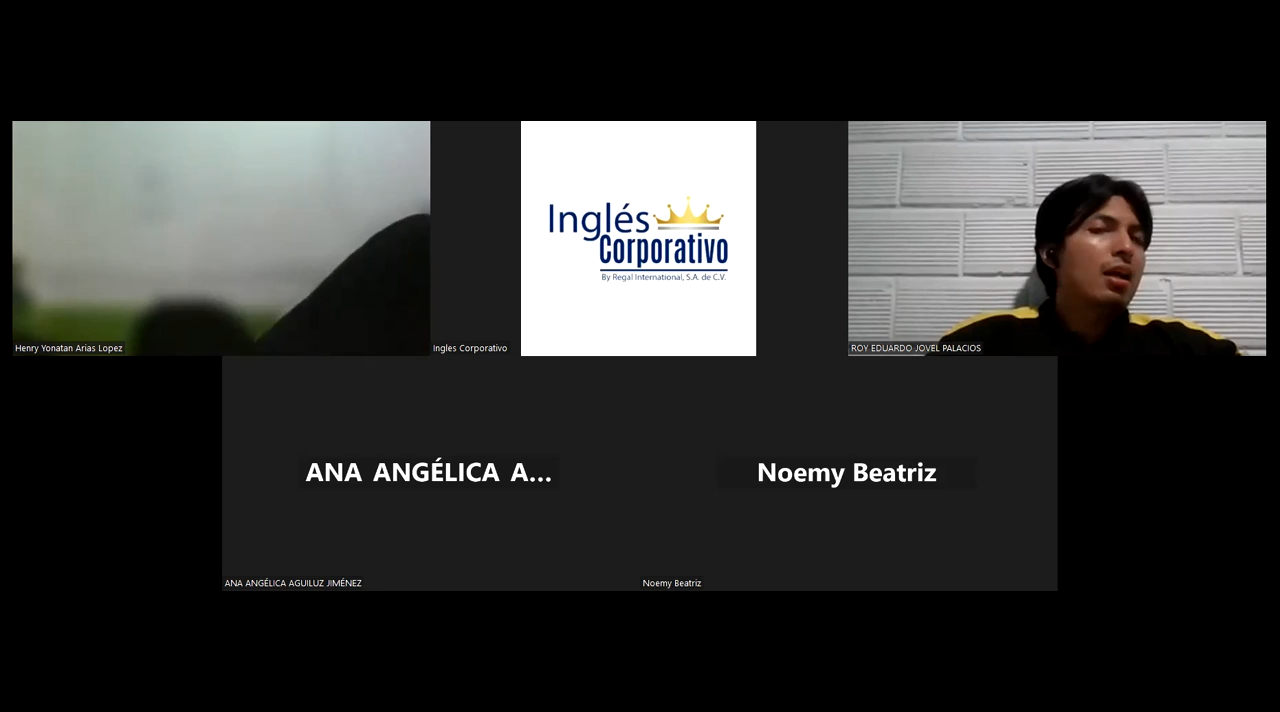 Inglés
Corporativo
By Regal International, S.A. de C.V.
Henry Yonatan Arias Lopez
Ingles Corporativo
ROY EDUARDO JOVEL PALACIOS
ANA ANGÉLICA A...
Noemy Beatriz
ANA ANGÉLICA AGUILUZ JIMÉNEZ
Noemy Beatriz